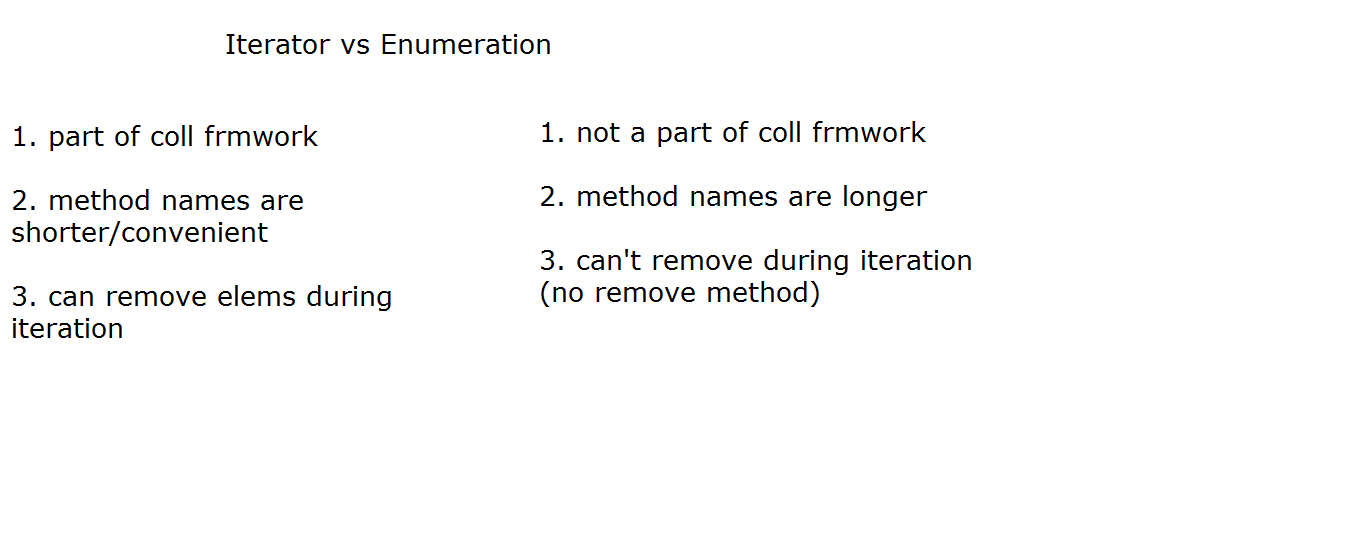 Iterator vs Enumeration
1. part of coll frmwork
2. method names are
shorter/convenient
3. can remove elems during
iteration
1. not a part of coll frmwork
2. method names are longer
3. can't remove during iteration
(no remove method)